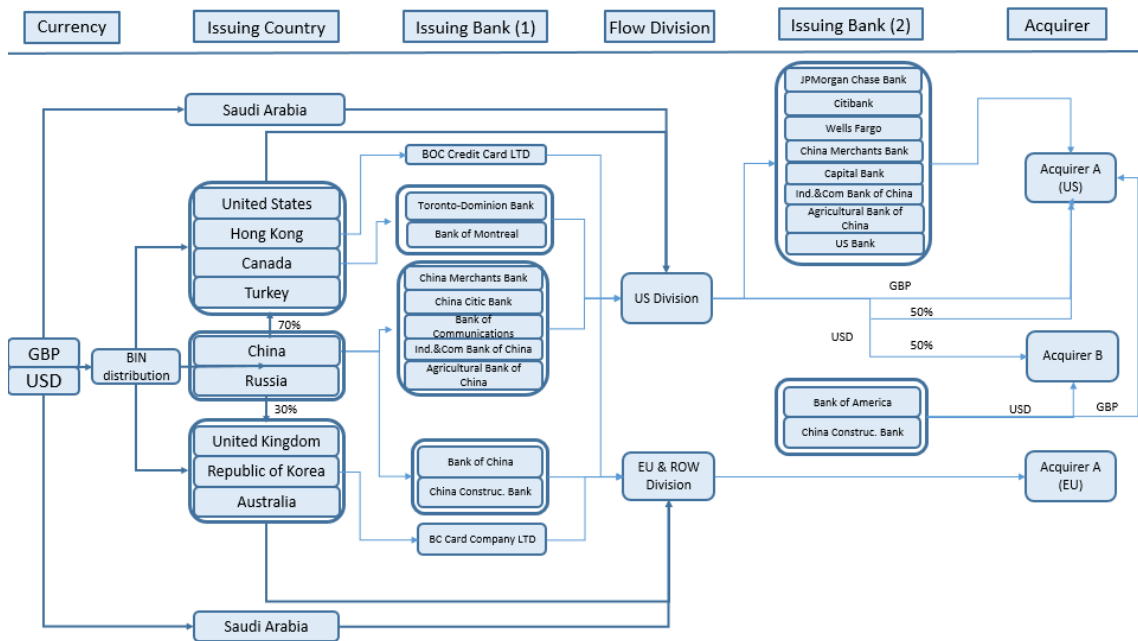 Currency
Issuing Country
Issuing Bank (1)
Flow Division
Issuing Bank (2)
Acquirer
GBP
USD
BIN
distribution
Saudi Arabia
United States
Hong Kong
Canada
Turkey
70%
China
Russia
30%
United Kingdom
Republic of Korea
Australia
Saudi Arabia
BOC Credit Card LTD
Toronto-Dominion Bank
Bank of Montreal
China Merchants Bank
China Citic Bank
Bank of
Communications
Ind.&Com Bank of China
Agricultural Bank of
China
Bank of China
China Construc. Bank
BC Card Company LTD
US Division
EU & ROW
Division
JPMorgan Chase Bank
Citibank
Wells Fargo
China Merchants Bank
Capital Bank
Ind.&Com Bank of China
Agricultural Bank of
China
US Bank
GBP
50%
USD
50%
Bank of America
China Construc. Bank
USD
GBP
Acquirer A
(US)
Acquirer B
Acquirer A
(EU)